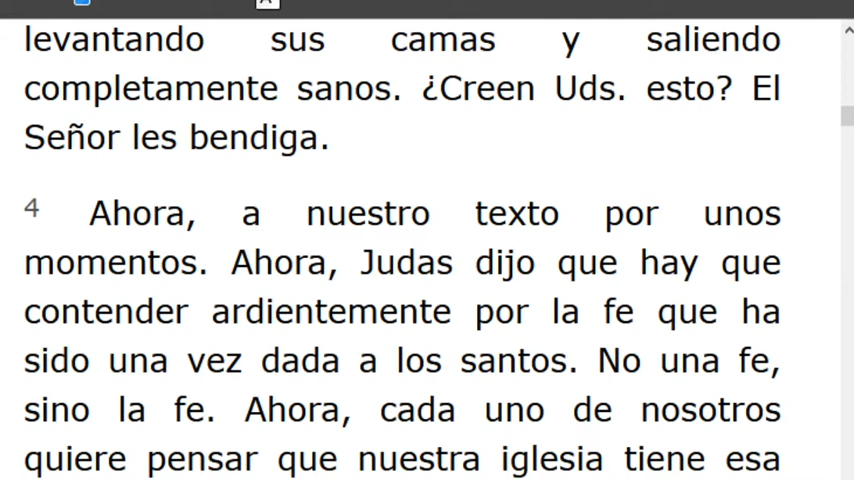 levantando sus camas y saliendo
completamente sanos. ¿Creen Uds. esto? El
Señor les bendiga.
4 Ahora, a nuestro texto por unos
momentos. Ahora, Judas dijo que hay que
contender ardientemente por la fe que ha
sido una vez dada a los santos. No una fe,
sino la fe. Ahora, cada uno de nosotros
quiere pensar que nuestra iglesia tiene esa